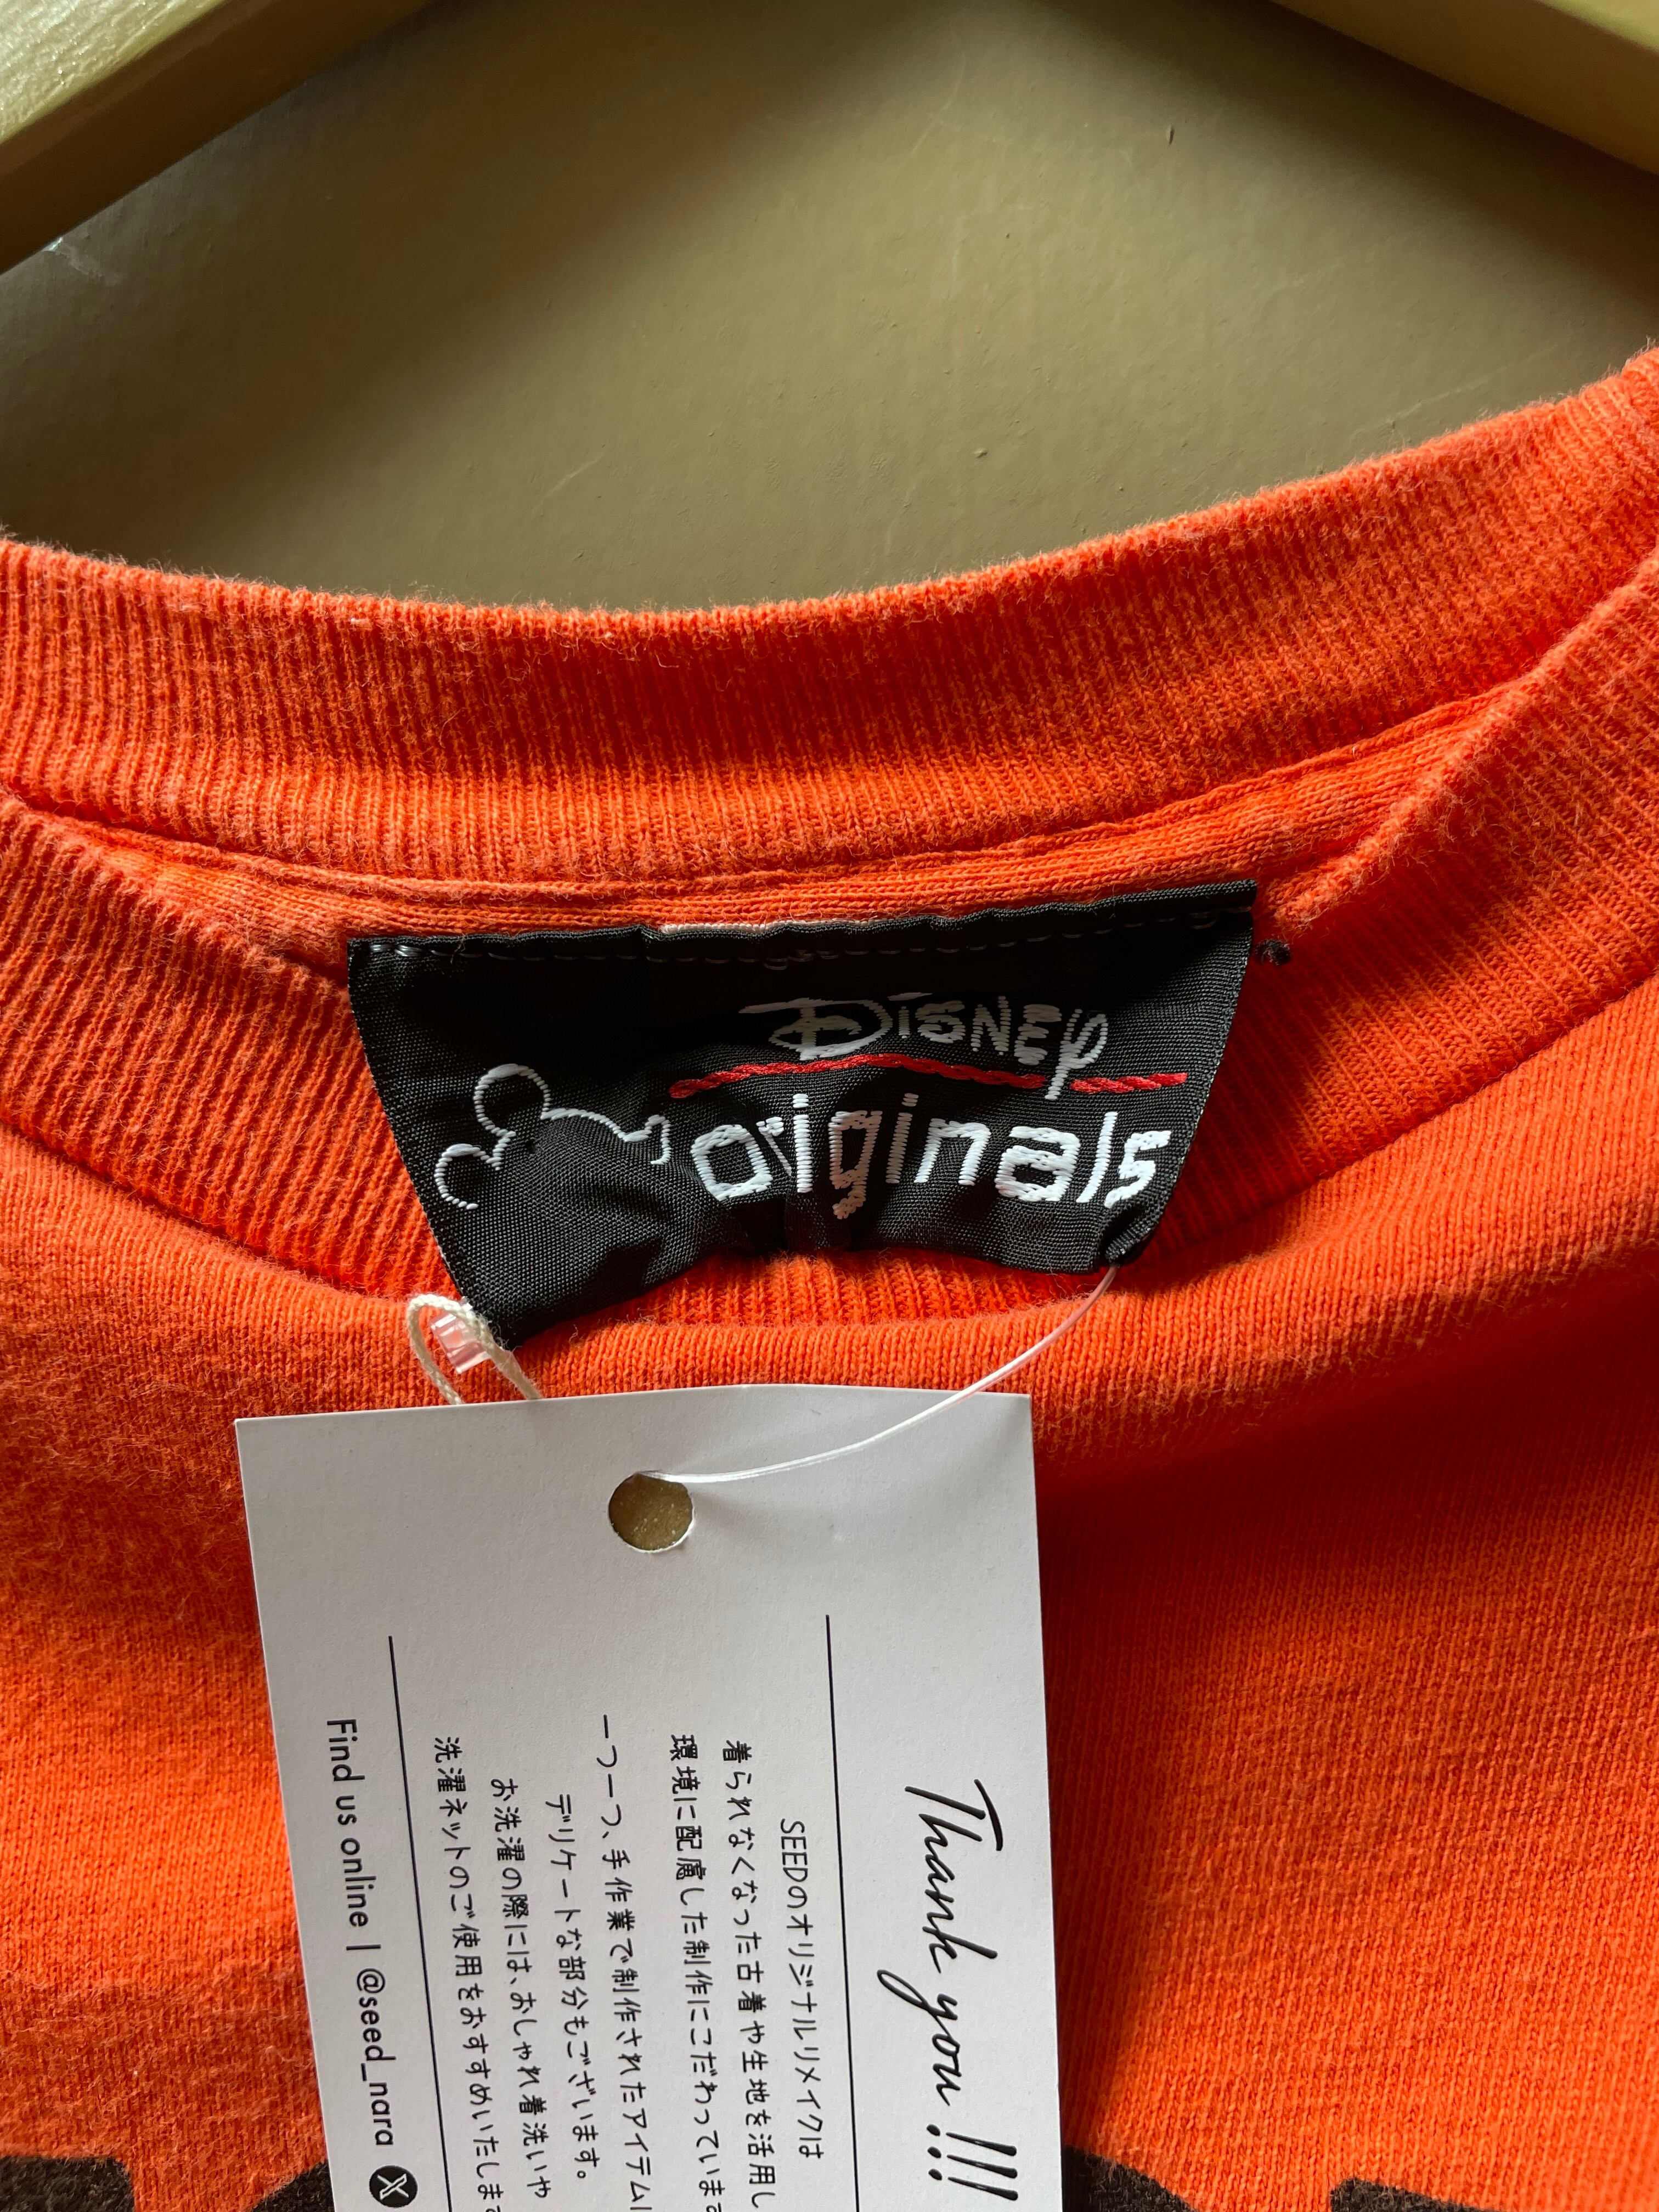 Disney
originals
Thank you !!!
SEEDのオリジナルリメイクは
着られなくなった古着や生地を活用し
環境に配慮した制作にこだわっています
一つ一つ、手作業で制作されたアイテム
デリケートな部分もございます。
お洗濯の際には、おしゃれ着洗いや
洗濯ネットのご使用をおすすめいたします
Find us online | @seed_nara